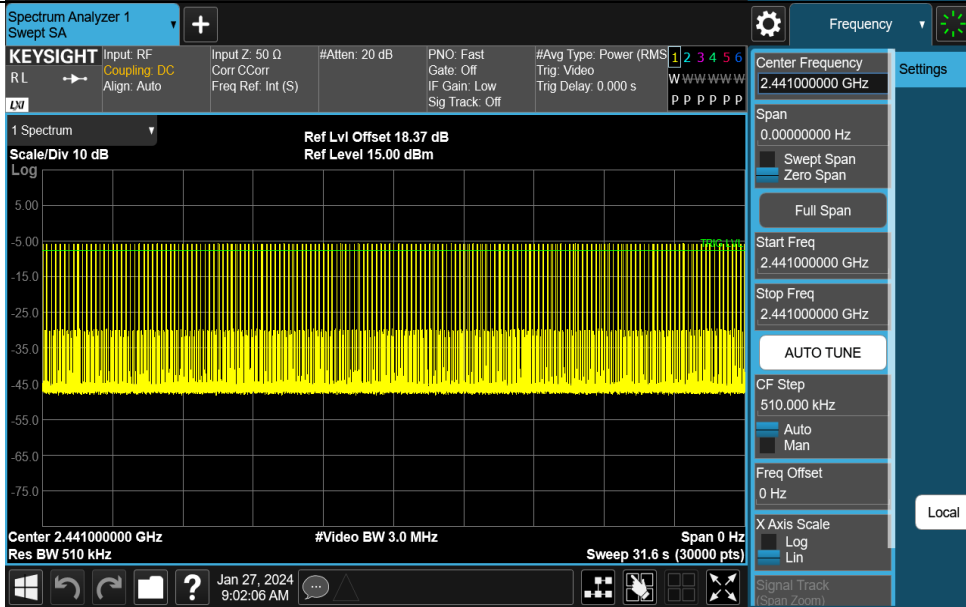 Spectrum Analyzer 1
Swept SA
+
Frequency
KEYSIGHT
RL
LXI
Input: RF
Coupling: DC
Align: Auto
Input Z: 50 Ω
Corr CCorr
Freq Ref: Int (S)
#Atten: 20 dB
PNO: Fast
Gate: Off
IF Gain: Low
Sig Track: Off
#Avg Type: Power (RMS
Trig: Video
Trig Delay: 0.000 s
1 2 3 4 5 6
W W W W W W
P P P P P P
1 Spectrum
Scale/Div 10 dB
Log
Ref Lvl Offset 18.37 dB
Ref Level 15.00 dBm
5.00
-5.00
-15.0
-25.0
-35.0
-45.0
-55.0
-65.0
-75.0
TRIG LVL
Center 2.441000000 GHz
Res BW 510 kHz
#Video BW 3.0 MHz
Span 0 Hz
Sweep 31.6 s (30000 pts)
Center Frequency
2.441000000 GHz
Settings
Span
0.00000000 Hz
Swept Span
Zero Span
Full Span
Start Freq
2.441000000 GHz
Stop Freq
2.441000000 GHz
AUTO TUNE
CF Step
510.000 kHz
Auto
Man
Freq Offset
0 Hz
Local
X Axis Scale
Log
Lin
Signal Track
(Span Zoom)
?
Jan 27, 2024
9:02:06 AM